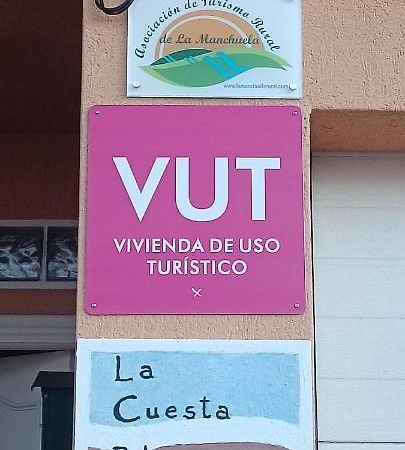 Asociación de Turismo Rural
de La Manchuela
VUT
VIVIENDA DE USO
TURÍSTICO
La
Cuesta